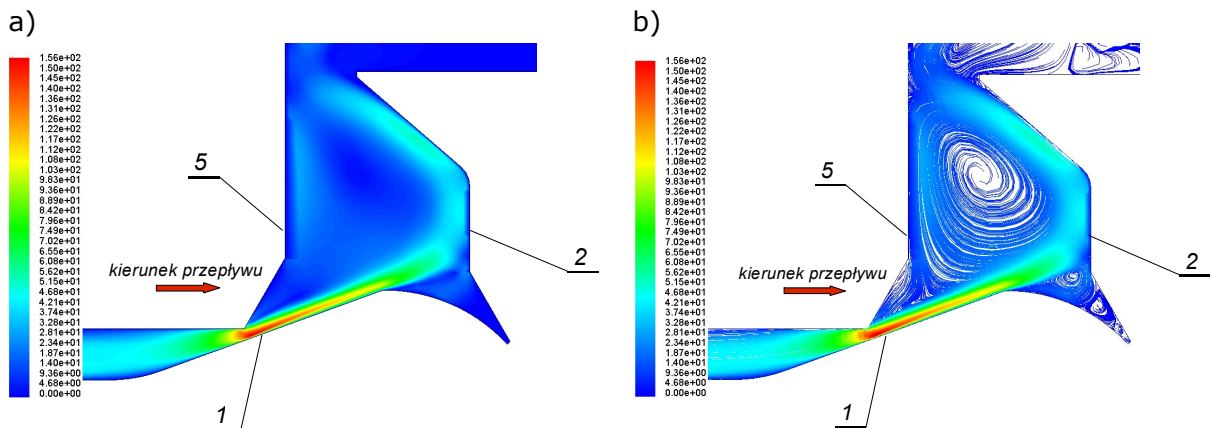 a)
1.56e+02
1.50e+02
1.45e+02
1.40e+02
1.36e+02
1.31e+02
1.26e+02
1.22e+02
1.17e+02
1.12e+02
1.08e+02
1.03e+02
9.83e+01
9.36e+01
8.89e+01
8.42e+01
7.96e+01
7.49e+01
7.02e+01
6.55e+01
6.08e+01
5.62e+01
5.15e+01
4.68e+01
4.21e+01
3.74e+01
3.28e+01
2.81e+01
2.34e+01
1.87e+01
1.40e+01
9.36e+00
4.68e+00
0.00e+00
5
2
kierunek przepływu
1
b)
1.56e+02
1.50e+02
1.45e+02
1.40e+02
1.36e+02
1.31e+02
1.26e+02
1.22e+02
1.17e+02
1.12e+02
1.08e+02
1.03e+02
9.83e+01
9.36e+01
8.89e+01
8.42e+01
7.96e+01
7.49e+01
7.02e+01
6.55e+01
6.08e+01
5.62e+01
5.15e+01
4.68e+01
4.21e+01
3.74e+01
3.28e+01
2.81e+01
2.34e+01
1.87e+01
1.40e+01
9.36e+00
4.68e+00
0.00e+00
5
2
kierunek przepływu
1